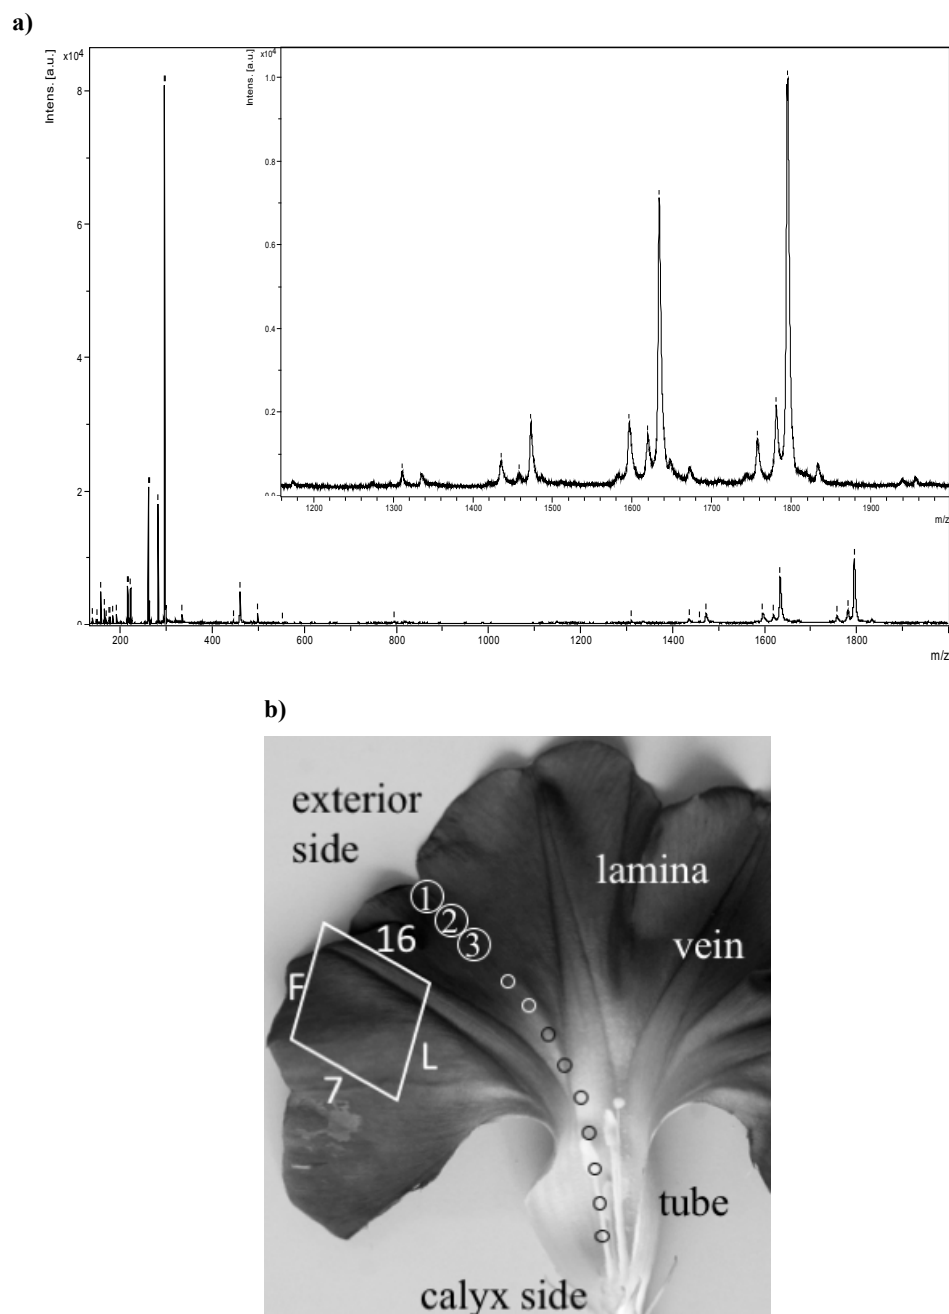 a)
Intens. [a.u.]
x10⁴
8
6
4
2
0
200 400 600 800 1000 1200 1400 1600 1800
m/z
Intens. [a.u.]
x10⁴
1.0
0.8
0.6
0.4
0.2
0.0
1200 1300 1400 1500 1600 1700 1800 1900
m/z
b)
exterior
side
lamina
vein
1
2
3
16
F
L
7
tube
calyx side